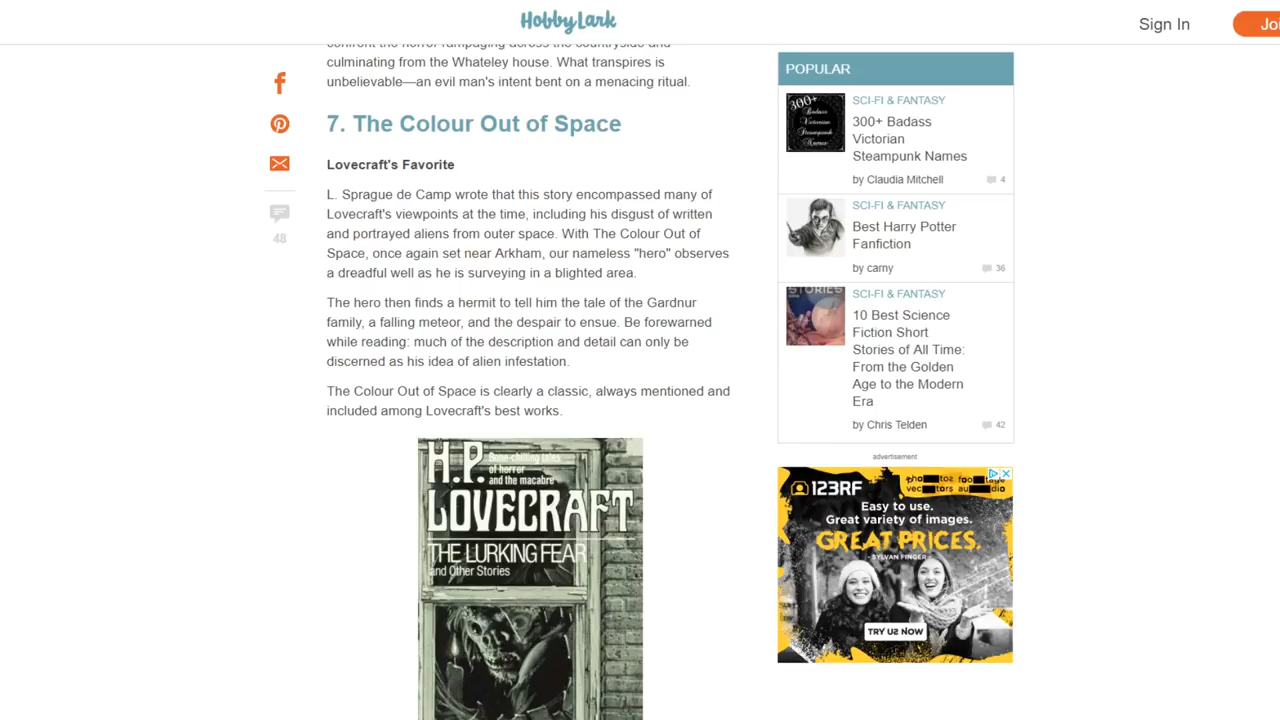 HobbyLark
Sign In
Joi
confront the horror rampaging across the countryside and
culminating from the Whateley house. What transpires is
unbelievable—an evil man's intent bent on a menacing ritual.
7. The Colour Out of Space
Lovecraft's Favorite
L. Sprague de Camp wrote that this story encompassed many of
Lovecraft's viewpoints at the time, including his disgust of written
and portrayed aliens from outer space. With The Colour Out of
Space, once again set near Arkham, our nameless "hero" observes
a dreadful well as he is surveying in a blighted area.
The hero then finds a hermit to tell him the tale of the Gardnur
family, a falling meteor, and the despair to ensue. Be forewarned
while reading: much of the description and detail can only be
discerned as his idea of alien infestation.
The Colour Out of Space is clearly a classic, always mentioned and
included among Lovecraft's best works.
48
H.P.
Bone-chilling tales
of horror
and the macabre
LOVECRAFT
THE LURKING FEAR
and Other Stories
POPULAR
300+
Badass
Victorian
Steampunk
Names
SCI-FI & FANTASY
300+ Badass
Victorian
Steampunk Names
by Claudia Mitchell
4
SCI-FI & FANTASY
Best Harry Potter
Fanfiction
by carny
36
STORIES
SCI-FI & FANTASY
10 Best Science
Fiction Short
Stories of All Time:
From the Golden
Age to the Modern
Era
by Chris Telden
42
advertisement
123RF
Easy to use.
Great variety of images.
GREAT PRICES.
- SYLVAN FINGER -
TRY US NOW